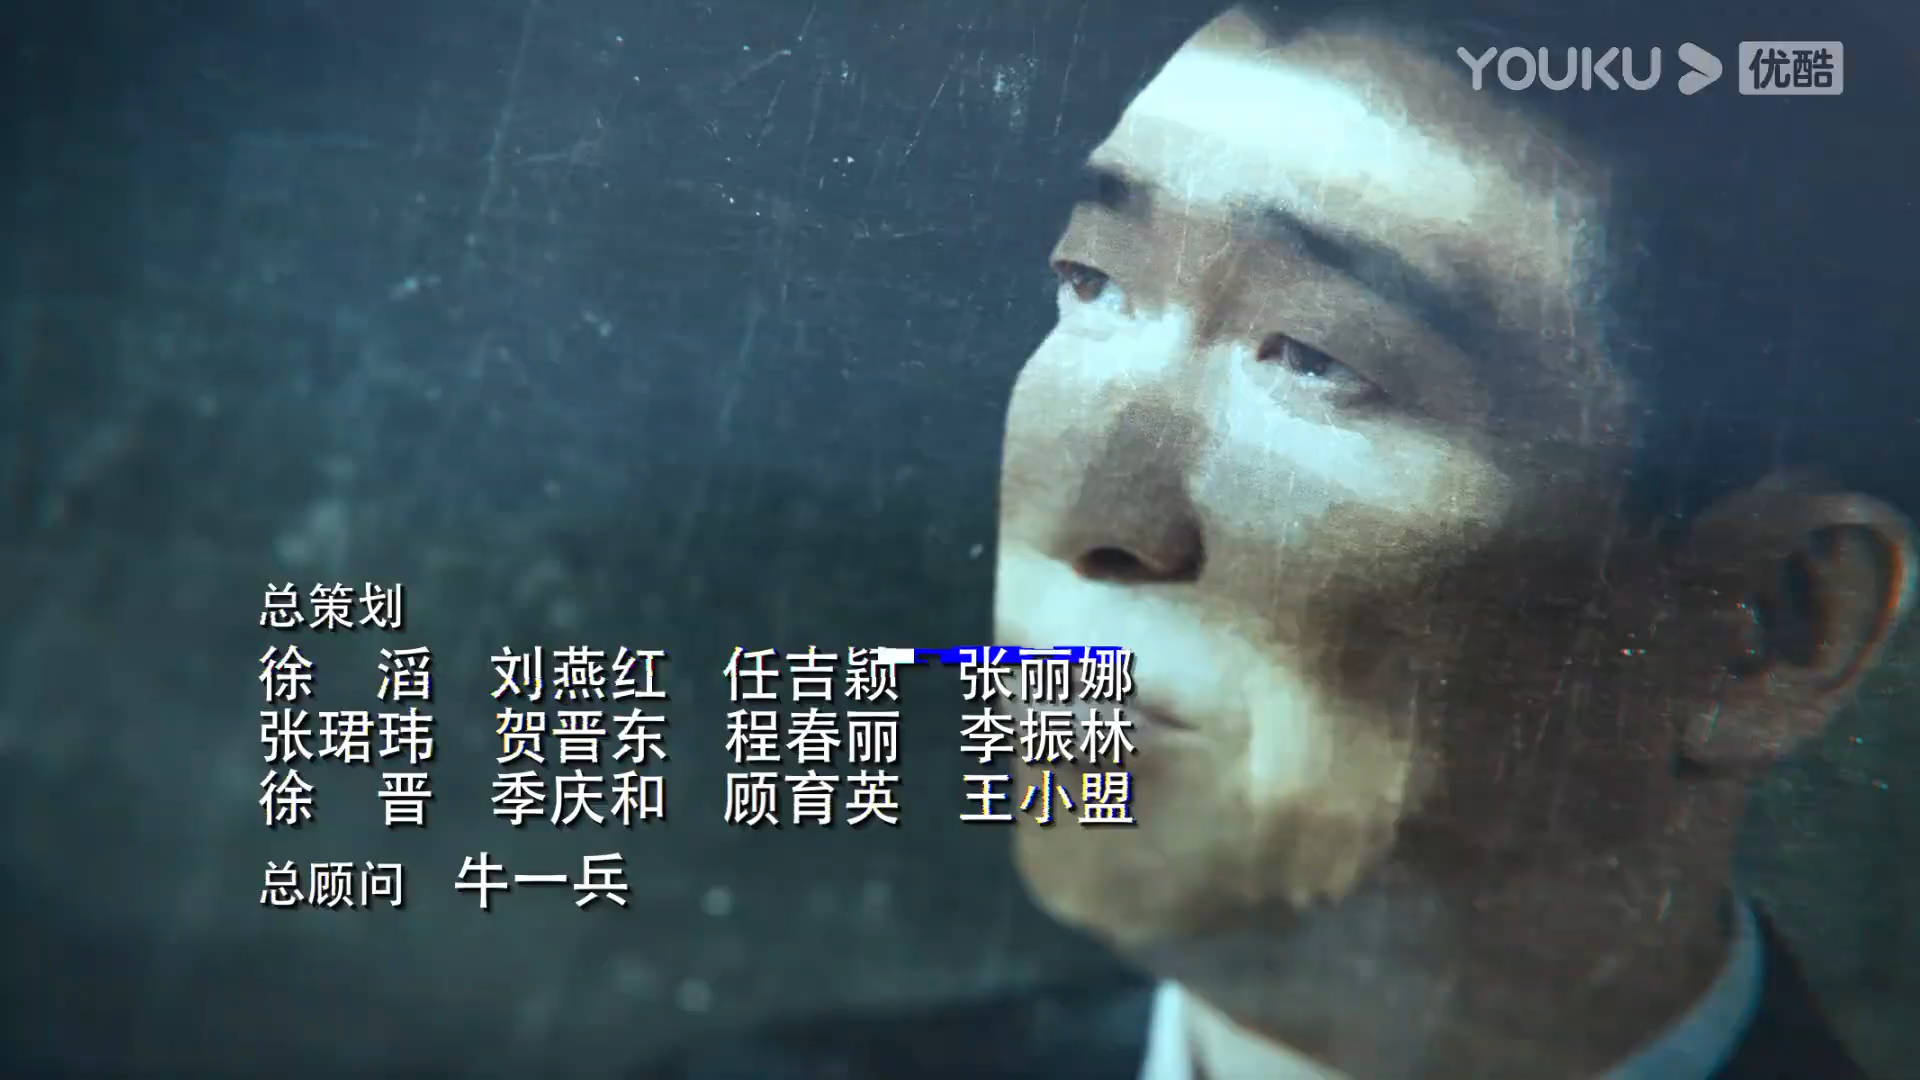 YOUKU 优酷
总策划
徐 滔 刘燕红 任吉颖 张丽娜
张珺玮 贺晋东 程春丽 李振林
徐 晋 季庆和 顾育英 王小盟
总顾问 牛一兵